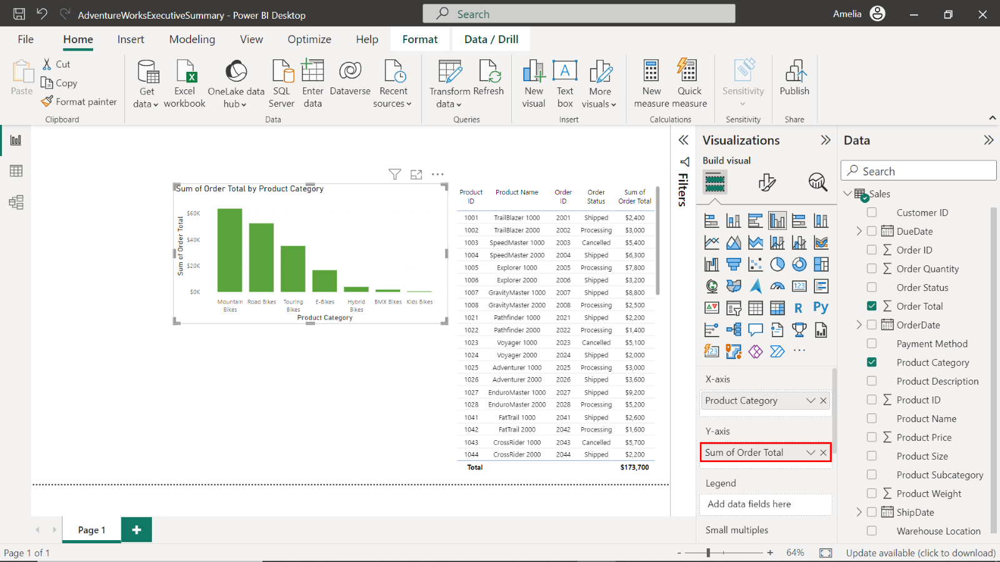 AdventureWorksExecutiveSummary - Power BI Desktop
Search
Amelia
File
Home
Insert
Modeling
View
Optimize
Help
Format
Data / Drill
Paste
Cut
Copy
Format painter
Clipboard
Get
data
Excel
workbook
OneLake data
hub
SQL
Server
Enter
data
Dataverse
Recent
sources
Data
Transform
data
Refresh
Queries
New
visual
Text
box
More
visuals
Insert
New
measure
Quick
measure
Calculations
Sensitivity
Sensitivity
Publish
Share
Sum of Order Total by Product Category
Sum of Order Total
$60K
$40K
$20K
$0K
Mountain
Bikes
Road Bikes
Touring
Bikes
E-Bikes
Hybrid
Bikes
BMX Bikes
Kids Bikes
Product Category
Product ID Product Name Order ID Order Status Sum of Order Total
1001 TrailBlazer 1000 2001 Shipped $2,400
1002 TrailBlazer 2000 2002 Processing $3,000
1003 SpeedMaster 1000 2003 Cancelled $5,400
1004 SpeedMaster 2000 2004 Shipped $6,300
1005 Explorer 1000 2005 Processing $7,800
1006 Explorer 2000 2006 Shipped $3,200
1007 GravityMaster 1000 2007 Shipped $8,800
1008 GravityMaster 2000 2008 Processing $2,500
1021 Pathfinder 1000 2021 Shipped $2,200
1022 Pathfinder 2000 2022 Processing $1,400
1023 Voyager 1000 2023 Cancelled $5,100
1024 Voyager 2000 2024 Shipped $2,000
1025 Adventurer 1000 2025 Processing $3,000
1026 Adventurer 2000 2026 Shipped $3,600
1027 EnduroMaster 1000 2027 Shipped $9,200
1028 EnduroMaster 2000 2028 Processing $5,200
1041 FatTrail 1000 2041 Shipped $2,600
1042 FatTrail 2000 2042 Processing $1,600
1043 CrossRider 1000 2043 Cancelled $5,700
1044 CrossRider 2000 2044 Shipped $2,200
Total $173,700
Filters
Visualizations
Build visual
123
R
Py
123
X-axis
Product Category
Y-axis
Sum of Order Total
Legend
Add data fields here
Small multiples
Data
Search
Sales
Customer ID
DueDate
Order ID
Order Quantity
Order Status
Order Total
OrderDate
Payment Method
Product Category
Product Description
Product ID
Product Name
Product Price
Product Size
Product Subcategory
Product Weight
ShipDate
Warehouse Location
Page 1
Page 1 of 1
64%
Update available (click to download)